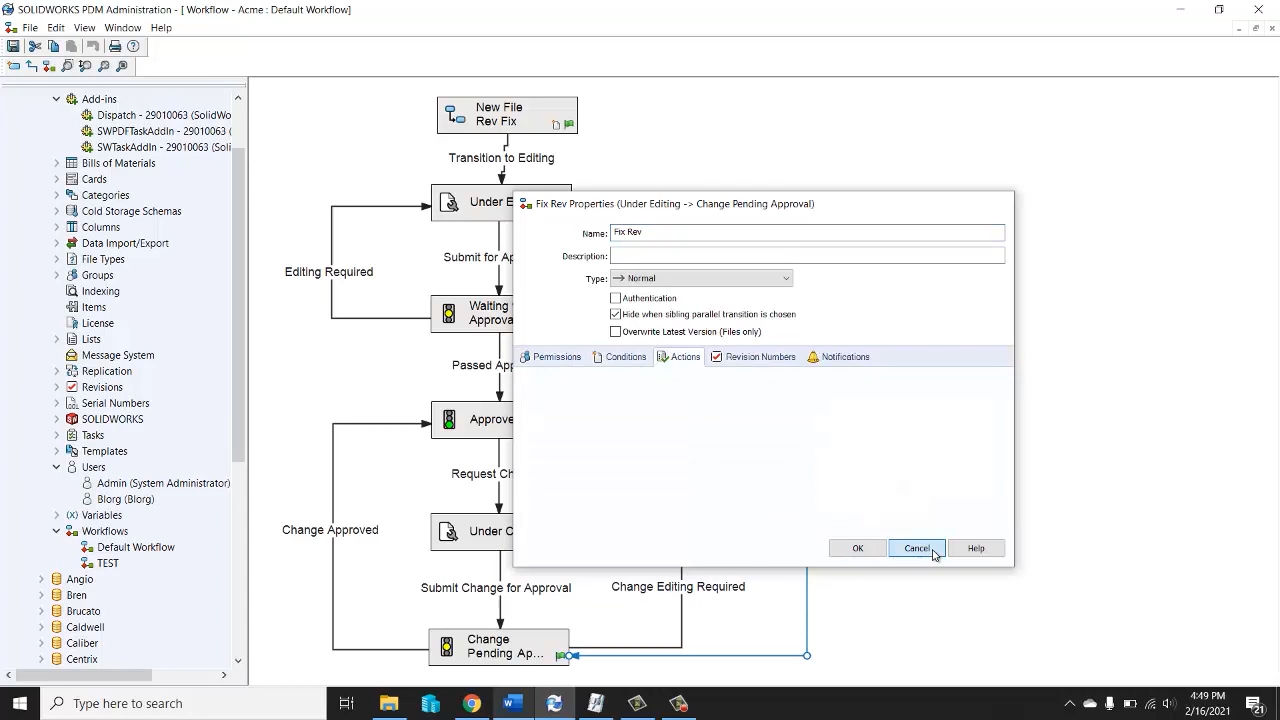 SOLIDWORKS PDM Administration - [ Workflow - Acme : Default Workflow]
File Edit View Window Help
Add-ins
Dispatch - 29010063 (SolidWo
SWPDFTaskAddIn - 29010063 (
SWTaskAddIn - 29010063 (Soli
Bills of Materials
Cards
Categories
Cold Storage Schemas
Columns
Data Import/Export
File Types
Groups
Indexing
Items
License
Lists
Message System
Replication
Revisions
Serial Numbers
SOLIDWORKS
Tasks
Templates
Users
Admin (System Administrator)
Blorg (Blorg)
Variables
Workflows
Default Workflow
TEST
Angio
Bren
Brucato
Caldwell
Caliber
Centrix
New File
Rev Fix
Transition to Editing
Under E
Editing Required
Submit for Ap
Waiting
Approva
Passed App
Approve
Request Ch
Change Approved
Under C
Submit Change for Approval
Change Editing Required
Change
Pending Ap...
Fix Rev Properties (Under Editing -> Change Pending Approval)
Name: Fix Rev
Description:
Type: Normal
Authentication
Hide when sibling parallel transition is chosen
Overwrite Latest Version (Files only)
Permissions Conditions Actions Revision Numbers Notifications
OK Cancel Help
Type here to search
4:49 PM
2/16/2021
21